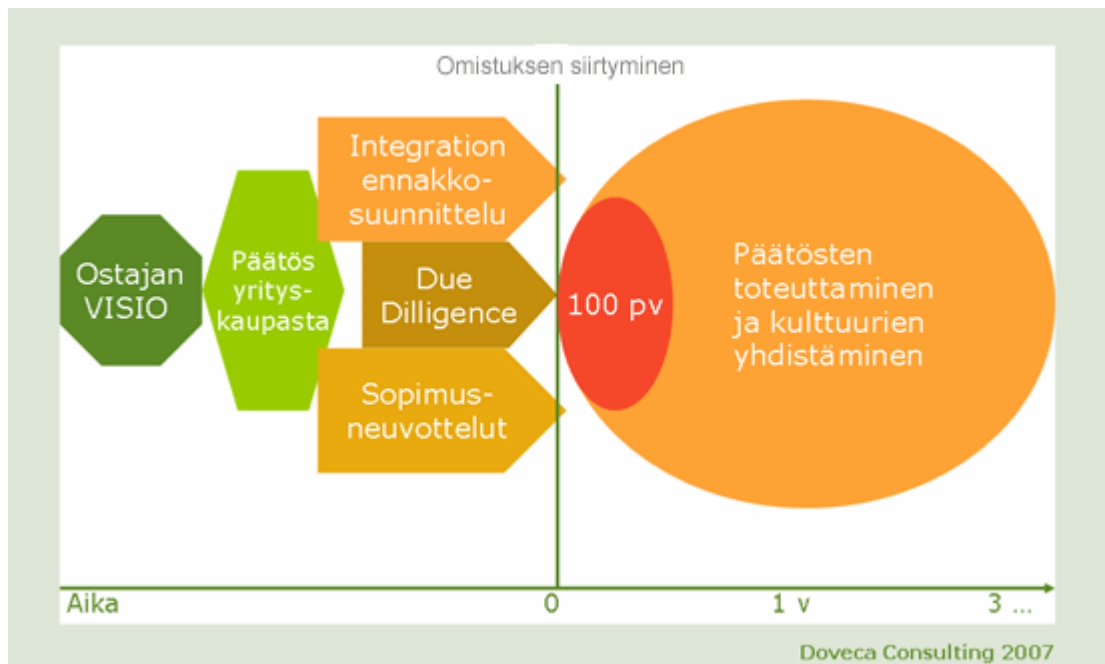 Omistuksen siirtyminen
Integration
ennakko-
suunnittelu
Ostajan
VISIO
Päätös
yritys-
kaupasta
Due
Dilligence
Sopimus-
neuvottelut
100 pv
Päätösten
toteuttaminen
ja kulttuurien
yhdistäminen
Aika
0
1 v
3 ...
Doveca Consulting 2007